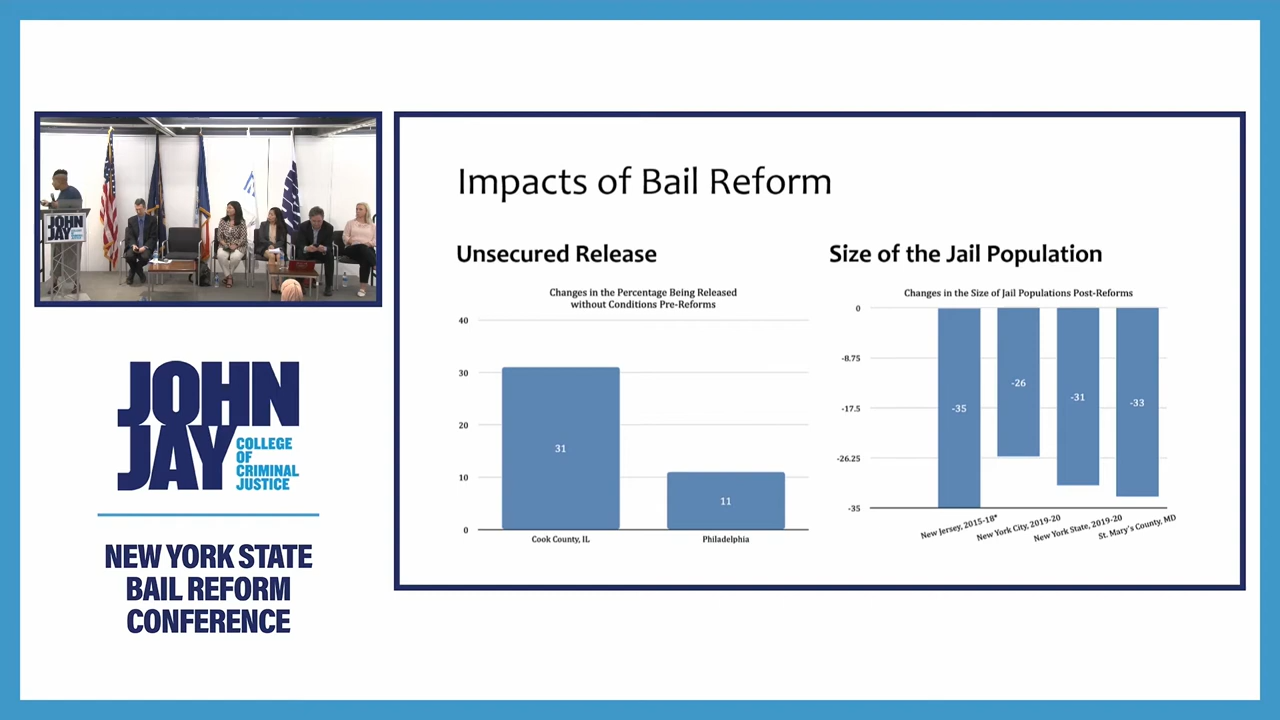 JOHN
JAY
JOHN
JAY
COLLEGE
OF
CRIMINAL
JUSTICE
NEW YORK STATE
BAIL REFORM
CONFERENCE
Impacts of Bail Reform
Unsecured Release
Changes in the Percentage Being Released
without Conditions Pre-Reforms
40
30
20
10
0
31
11
Cook County, IL
Philadelphia
Size of the Jail Population
Changes in the Size of Jail Populations Post-Reforms
0
-8.75
-17.5
-26.25
-35
-35
-26
-31
-33
New Jersey, 2015-18*
New York City, 2019-20
New York State, 2019-20
St. Mary's County, MD